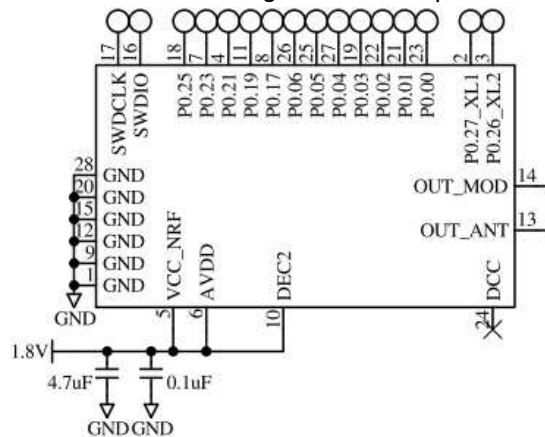 17 16 18 7 4 11 8 26 25 27 19 22 21 23 2 3
SWDCLK
SWDIO
P0.25
P0.23
P0.21
P0.19
P0.17
P0.06
P0.05
P0.04
P0.03
P0.02
P0.01
P0.00
P0.27_XL1
P0.26_XL2
28 GND
20 GND
15 GND
12 GND
9 GND
1 GND
OUT_MOD 14
OUT_ANT 13
VCC_NRF
AVDD
DEC2
DCC
GND
5 6 10 24
1.8V
4.7uF 0.1uF
GND GND